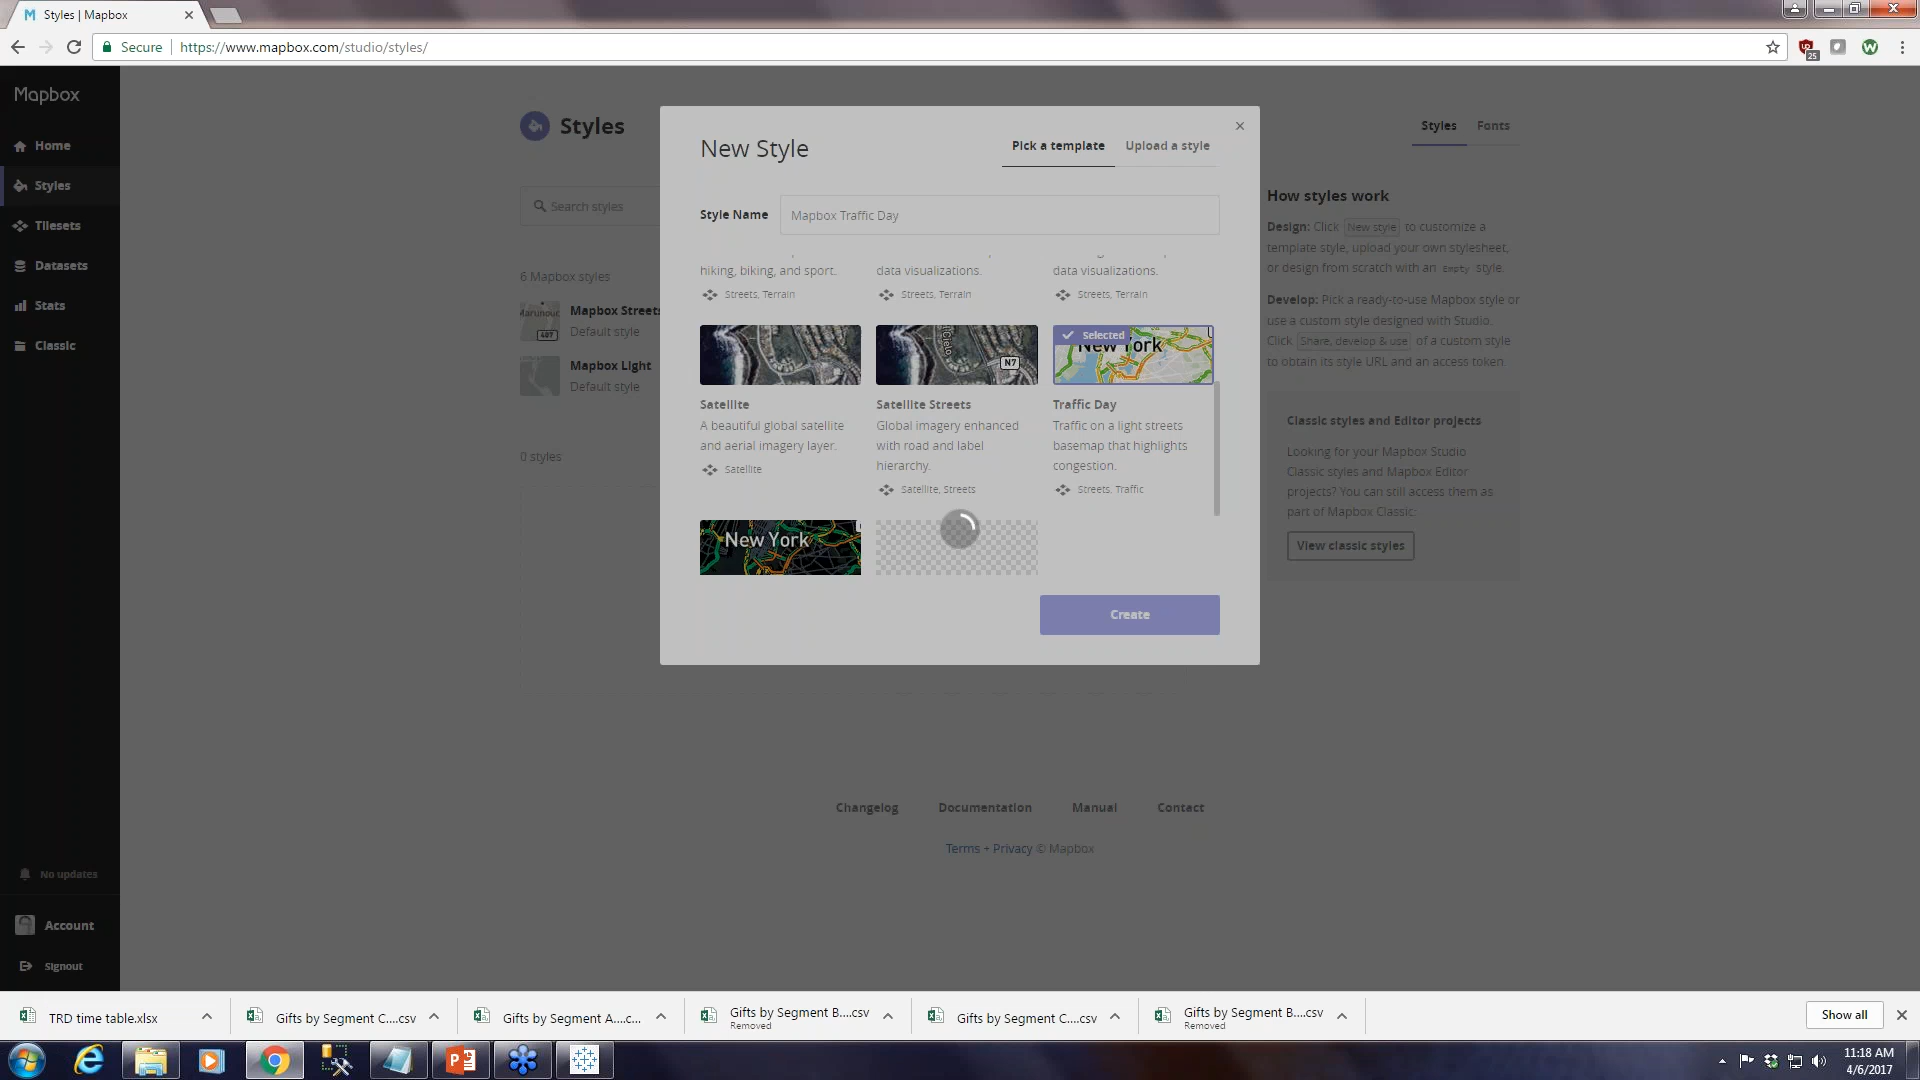 Styles | Mapbox
Secure
https://www.mapbox.com/studio/styles/
25
Mapbox
Home
Styles
Tilesets
Datasets
Stats
Classic
No updates
Account
Signout
Styles
Styles
Fonts
Search styles
6 Mapbox styles
Marunouc
407
Mapbox Streets
Default style
Mapbox Light
Default style
0 styles
New Style
Pick a template
Upload a style
Style Name
Mapbox Traffic Day
hiking, biking, and sport.
Streets, Terrain
data visualizations.
Streets, Terrain
data visualizations.
Streets, Terrain
Satellite
A beautiful global satellite
and aerial imagery layer.
Satellite
N7
Satellite Streets
Global imagery enhanced
with road and label
hierarchy.
Satellite, Streets
Selected
New York
Traffic Day
Traffic on a light streets
basemap that highlights
congestion.
Streets, Traffic
New York
Create
How styles work
Design: Click New style to customize a
template style, upload your own stylesheet,
or design from scratch with an Empty style.
Develop: Pick a ready-to-use Mapbox style or
use a custom style designed with Studio.
Click Share, develop & use of a custom style
to obtain its style URL and an access token.
Classic styles and Editor projects
Looking for your Mapbox Studio
Classic styles and Mapbox Editor
projects? You can still access them as
part of Mapbox Classic:
View classic styles
Changelog
Documentation
Manual
Contact
Terms + Privacy © Mapbox
TRD time table.xlsx
Gifts by Segment C....csv
Gifts by Segment A....c...
Gifts by Segment B....csv
Removed
Gifts by Segment C....csv
Gifts by Segment B....csv
Removed
Show all
11:18 AM
4/6/2017